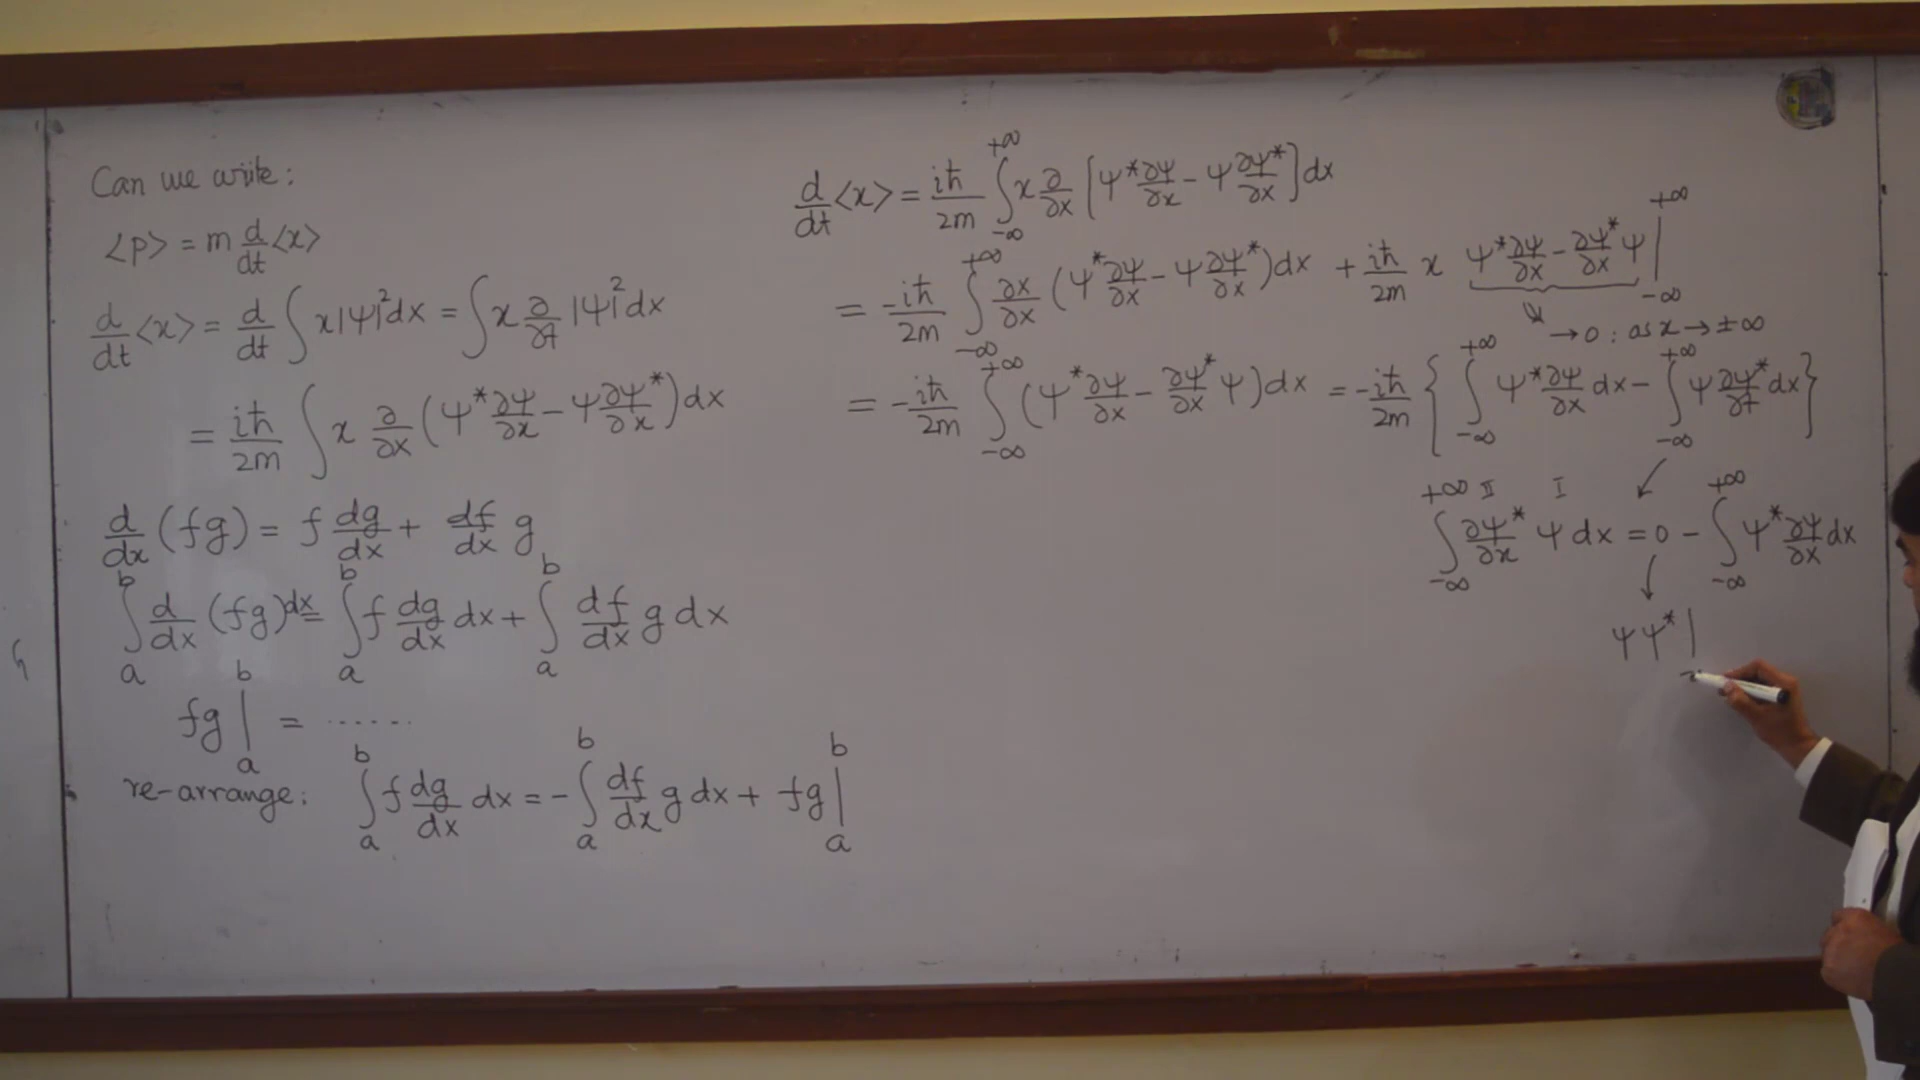 Can we write:
⟨p⟩ = m d/dt ⟨x⟩
d/dt ⟨x⟩ = d/dt ∫ x|ψ|² dx = ∫ x ∂/∂t |ψ|² dx
= iħ/2m ∫ x ∂/∂x (ψ* ∂ψ/∂x − ψ ∂ψ*/∂x) dx
d/dx (fg) = f dg/dx + df/dx g
∫_a^b d/dx (fg) dx = ∫_a^b f dg/dx dx + ∫_a^b df/dx g dx
fg |_a^b = ......
re-arrange: ∫_a^b f dg/dx dx = − ∫_a^b df/dx g dx + fg |_a^b
d/dt ⟨x⟩ = iħ/2m ∫_{-∞}^{+∞} x ∂/∂x [ψ* ∂ψ/∂x − ψ ∂ψ*/∂x] dx
= −iħ/2m ∫_{-∞}^{+∞} ∂x/∂x (ψ* ∂ψ/∂x − ψ ∂ψ*/∂x) dx + iħ/2m x ψ* ∂ψ/∂x − ∂ψ*/∂x ψ |_{-∞}^{+∞}
→ 0 : as x → ±∞
= −iħ/2m ∫_{-∞}^{+∞} (ψ* ∂ψ/∂x − ∂ψ*/∂x ψ) dx = −iħ/2m { ∫_{-∞}^{+∞} ψ* ∂ψ/∂x dx − ∫_{-∞}^{+∞} ψ ∂ψ*/∂t dx }
II I
∫_{-∞}^{+∞} ∂ψ*/∂x ψ dx = 0 − ∫_{-∞}^{+∞} ψ* ∂ψ/∂x dx
ψψ* |